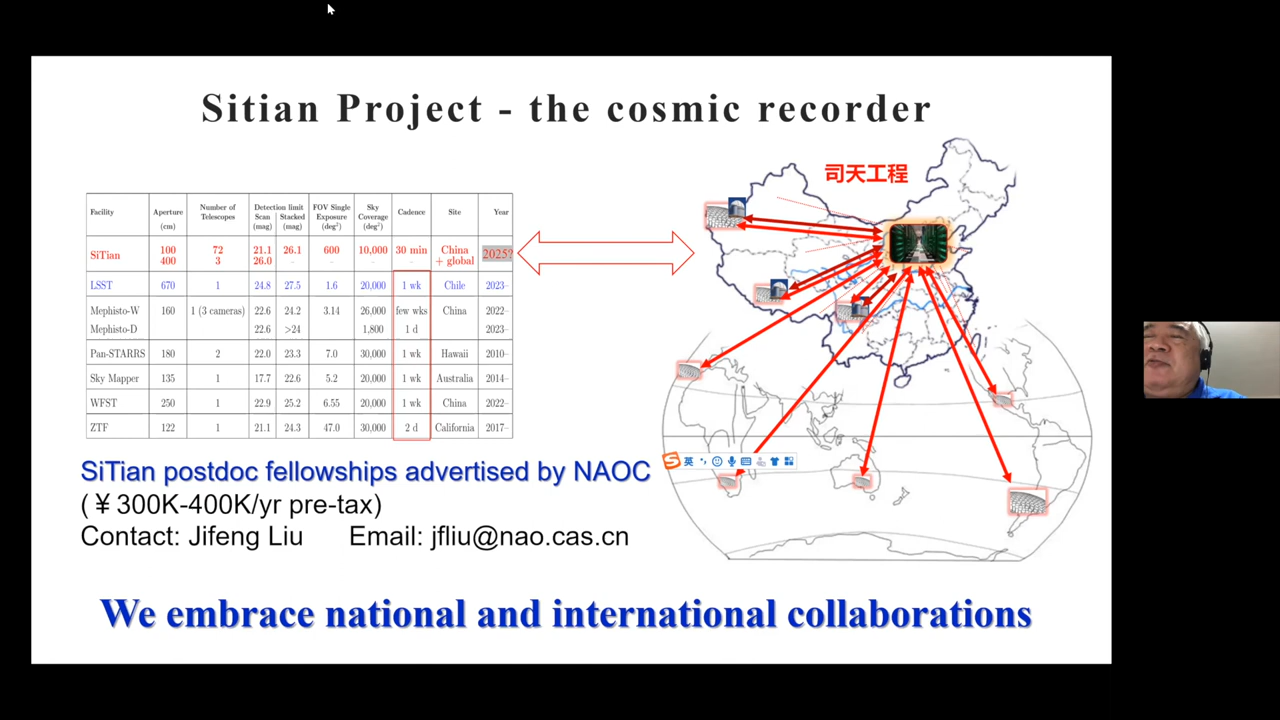 Sitian Project - the cosmic recorder
司天工程
Facility Aperture (cm) Number of Telescopes Detection limit Scan (mag) Stacked (mag) FOV Single Exposure (deg²) Sky Coverage (deg²) Cadence Site Year
SiTian 100 72 21.1 26.1 600 10,000 30 min China 2025?
400 3 26.0 – – – + global
LSST 670 1 24.8 27.5 1.6 20,000 1 wk Chile 2023–
Mephisto-W 160 1 (3 cameras) 22.6 24.2 3.14 26,000 few wks China 2022–
Mephisto-D 22.6 >24 1,800 1 d 2023–
Pan-STARRS 180 2 22.0 23.3 7.0 30,000 1 wk Hawaii 2010–
Sky Mapper 135 1 17.7 22.6 5.2 20,000 1 wk Australia 2014–
WFST 250 1 22.9 25.2 6.55 20,000 1 wk China 2022–
ZTF 122 1 21.1 24.3 47.0 30,000 2 d California 2017–
S 英
SiTian postdoc fellowships advertised by NAOC
(¥300K-400K/yr pre-tax)
Contact: Jifeng Liu Email: jfliu@nao.cas.cn
We embrace national and international collaborations